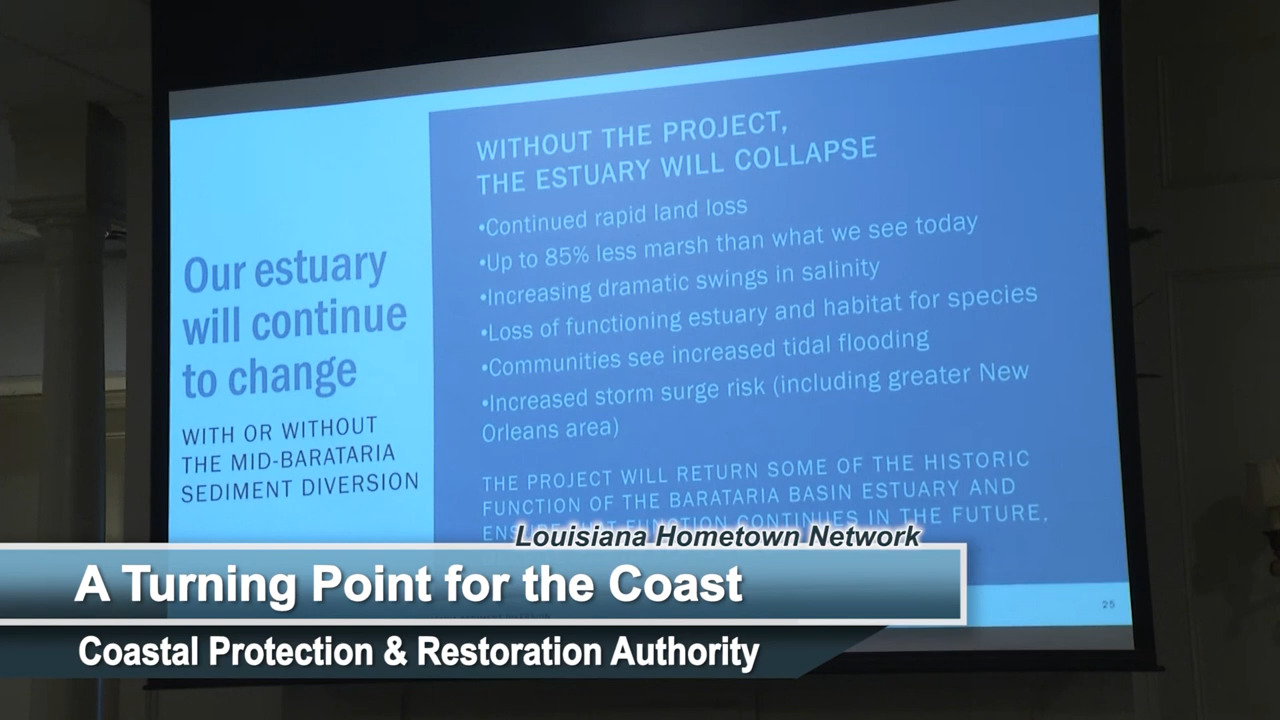 Our estuary
will continue
to change
WITH OR WITHOUT
THE MID-BARATARIA
SEDIMENT DIVERSION
WITHOUT THE PROJECT,
THE ESTUARY WILL COLLAPSE
•Continued rapid land loss
•Up to 85% less marsh than what we see today
•Increasing dramatic swings in salinity
•Loss of functioning estuary and habitat for species
•Communities see increased tidal flooding
•Increased storm surge risk (including greater New
Orleans area)
THE PROJECT WILL RETURN SOME OF THE HISTORIC
FUNCTION OF THE BARATARIA BASIN ESTUARY AND
FUNCTION CONTINUES IN THE FUTURE,
25
Louisiana Hometown Network
A Turning Point for the Coast
Coastal Protection & Restoration Authority